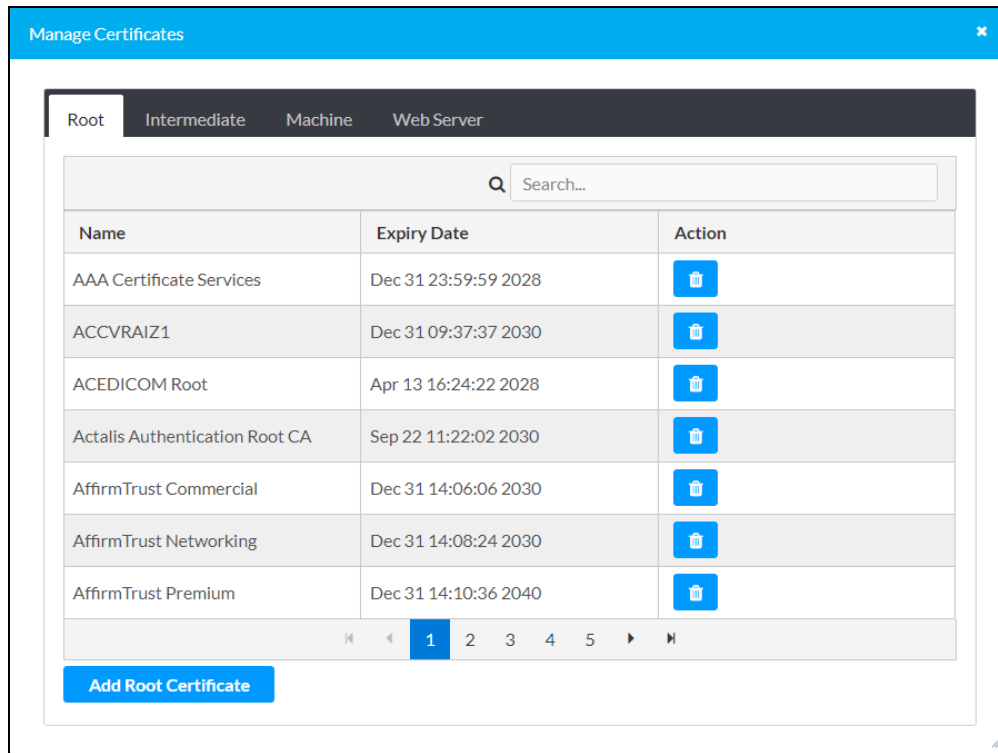 Manage Certificates
Root Intermediate Machine Web Server
Search...
Name Expiry Date Action
AAA Certificate Services Dec 31 23:59:59 2028
ACCVRAIZ1 Dec 31 09:37:37 2030
ACEDICOM Root Apr 13 16:24:22 2028
Actalis Authentication Root CA Sep 22 11:22:02 2030
AffirmTrust Commercial Dec 31 14:06:06 2030
AffirmTrust Networking Dec 31 14:08:24 2030
AffirmTrust Premium Dec 31 14:10:36 2040
1 2 3 4 5
Add Root Certificate